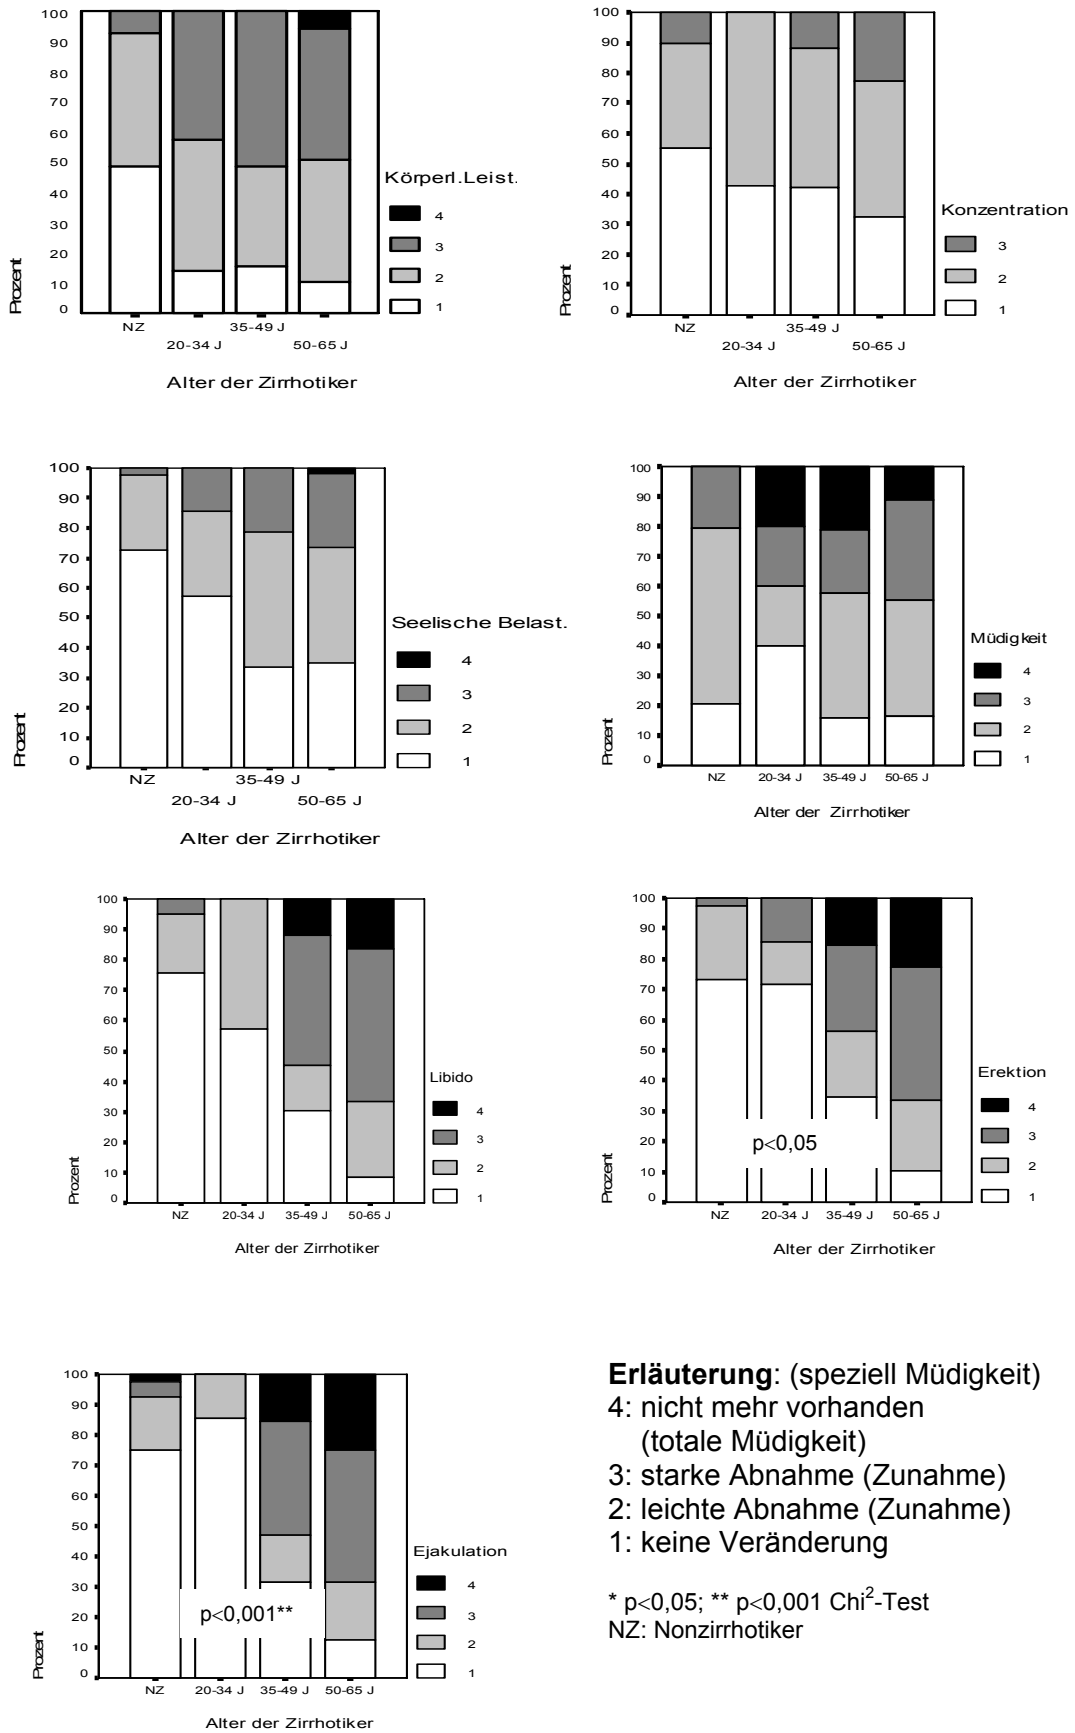 100
90
80
70
60
50
40
30
20
10
0
Prozent
NZ
35-49 J
20-34 J
50-65 J
Alter der Zirrhotiker
Körperl.Leist.
4
3
2
1
100
90
80
70
60
50
40
30
20
10
0
Prozent
NZ
35-49 J
20-34 J
50-65 J
Alter der Zirrhotiker
Konzentration
3
2
1
100
90
80
70
60
50
40
30
20
10
0
Prozent
NZ
35-49 J
20-34 J
50-65 J
Alter der Zirrhotiker
Seelische Belast.
4
3
2
1
100
90
80
70
60
50
40
30
20
10
0
Prozent
NZ 20-34 J 35-49 J 50-65 J
Alter der Zirrhotiker
Müdigkeit
4
3
2
1
100
90
80
70
60
50
40
30
20
10
0
Prozent
NZ 20-34 J 35-49 J 50-65 J
Alter der Zirrhotiker
Libido
4
3
2
1
100
90
80
70
60
50
40
30
20
10
0
Prozent
p<0,05
NZ 20-34 J 35-49 J 50-65 J
Alter der Zirrhotiker
Erektion
4
3
2
1
100
90
80
70
60
50
40
30
20
10
0
Prozent
p<0,001**
NZ 20-34 J 35-49 J 50-65 J
Alter der Zirrhotiker
Ejakulation
4
3
2
1
Erläuterung: (speziell Müdigkeit)
4: nicht mehr vorhanden
(totale Müdigkeit)
3: starke Abnahme (Zunahme)
2: leichte Abnahme (Zunahme)
1: keine Veränderung
* p<0,05; ** p<0,001 Chi²-Test
NZ: Nonzirrhotiker